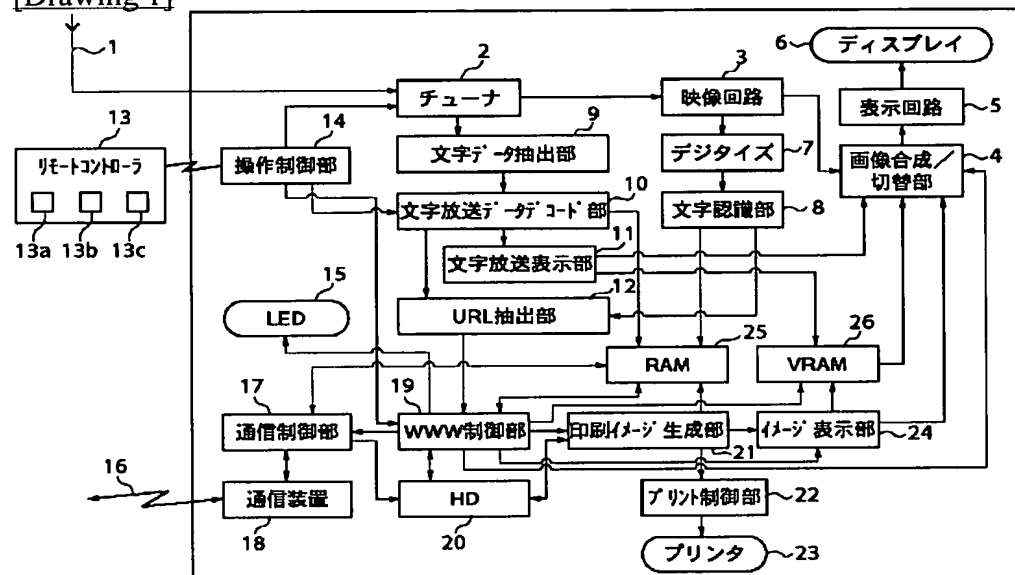 [Drawing 1]
1
2
チューナ
3
映像回路
6
ディスプレイ
5
表示回路
13
リモートコントローラ
13a
13b
13c
14
操作制御部
9
文字データ抽出部
7
デジタイズ
4
画像合成／
切替部
10
文字放送データデコード部
8
文字認識部
11
文字放送表示部
15
LED
12
URL抽出部
25
RAM
26
VRAM
17
通信制御部
19
WWW制御部
印刷イメージ生成部
21
イメージ表示部
24
16
通信装置
18
HD
20
プリント制御部
22
プリンタ
23